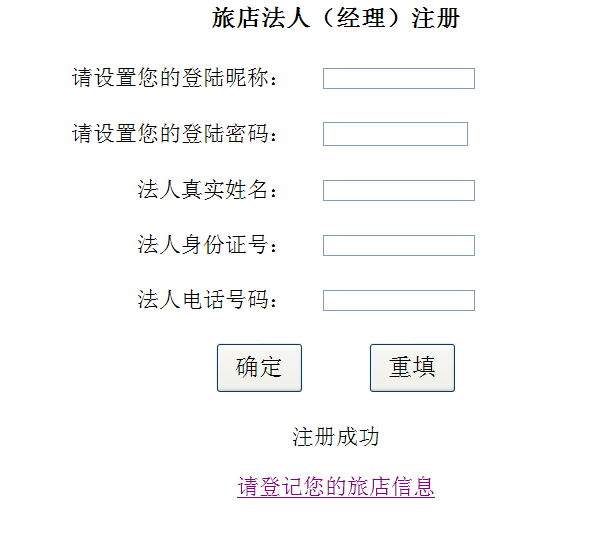 旅店法人（经理）注册
请设置您的登陆昵称：
请设置您的登陆密码：
法人真实姓名：
法人身份证号：
法人电话号码：
确定 重填
注册成功
请登记您的旅店信息